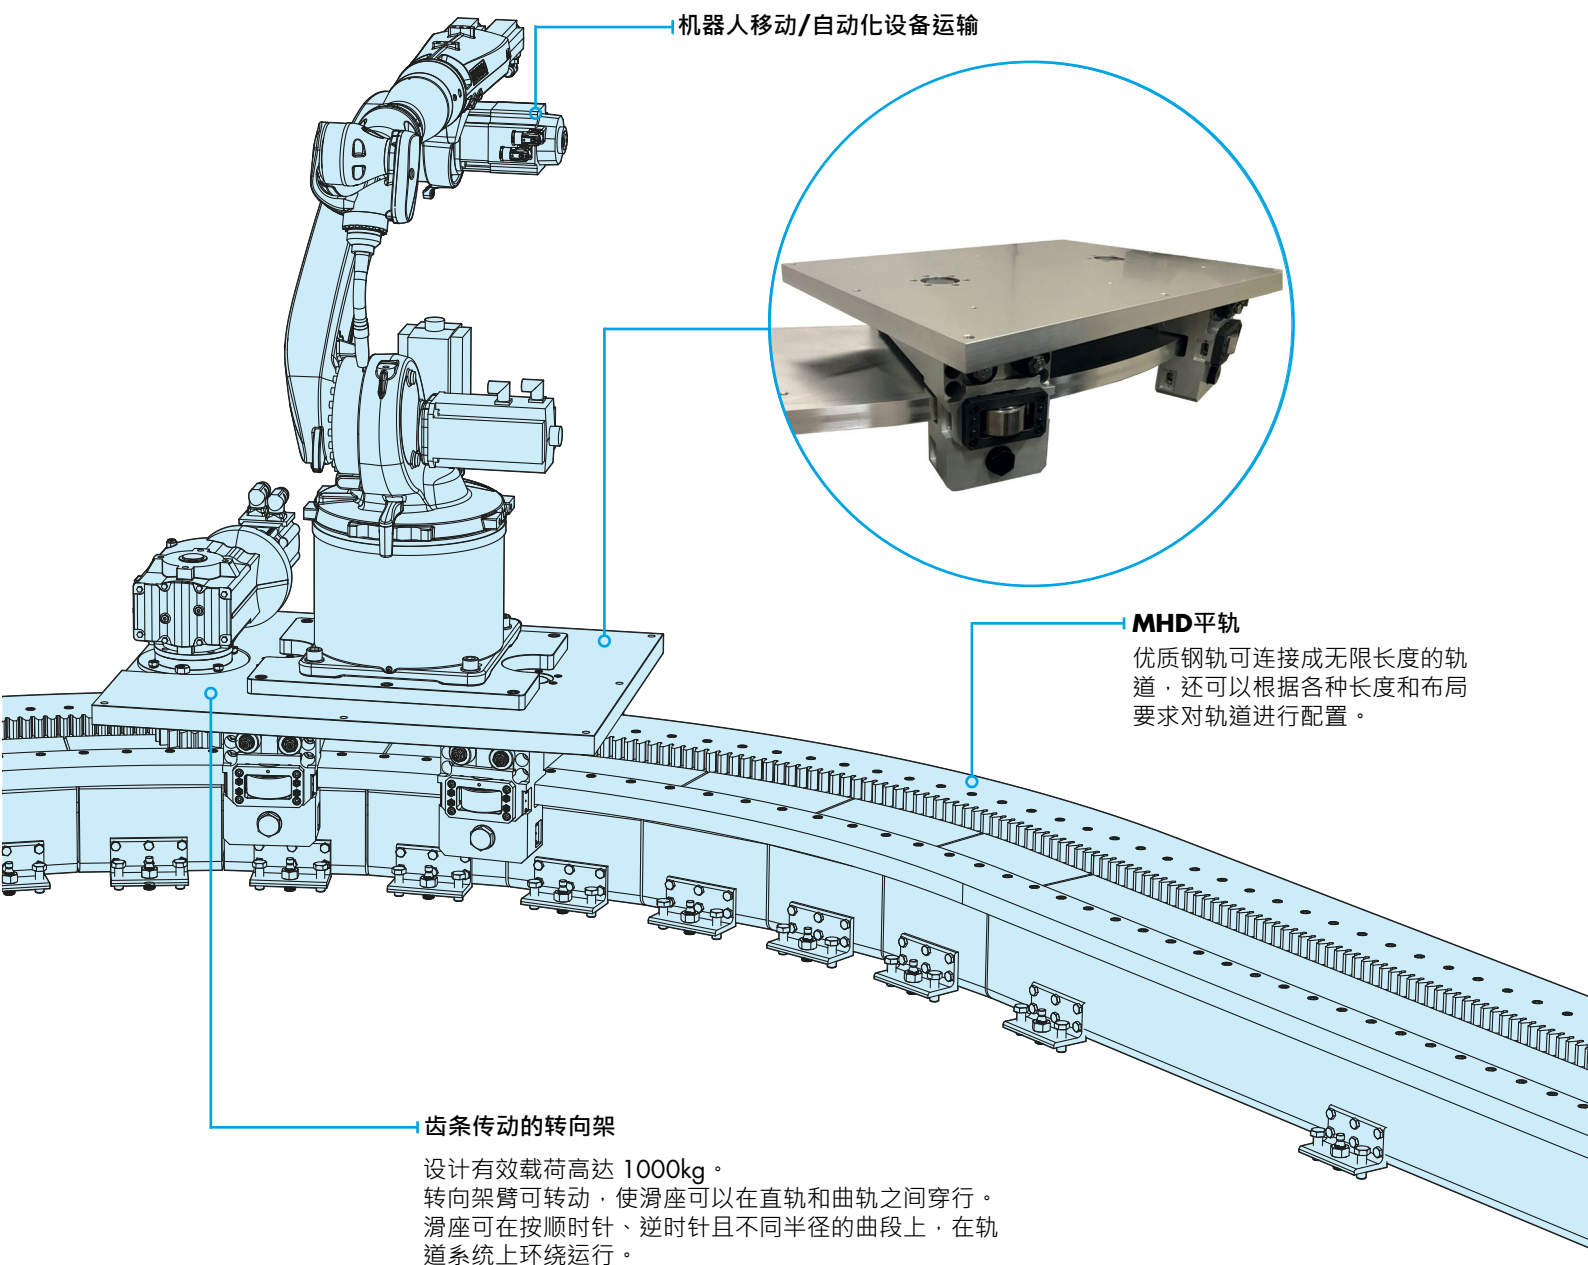 机器人移动/自动化设备运输
MHD平轨
优质钢轨可连接成无限长度的轨
道，还可以根据各种长度和布局
要求对轨道进行配置。
齿条传动的转向架
设计有效载荷高达 1000kg。
转向架臂可转动，使滑座可以在直轨和曲轨之间穿行。
滑座可在按顺时针、逆时针且不同半径的曲段上，在轨
道系统上环绕运行。